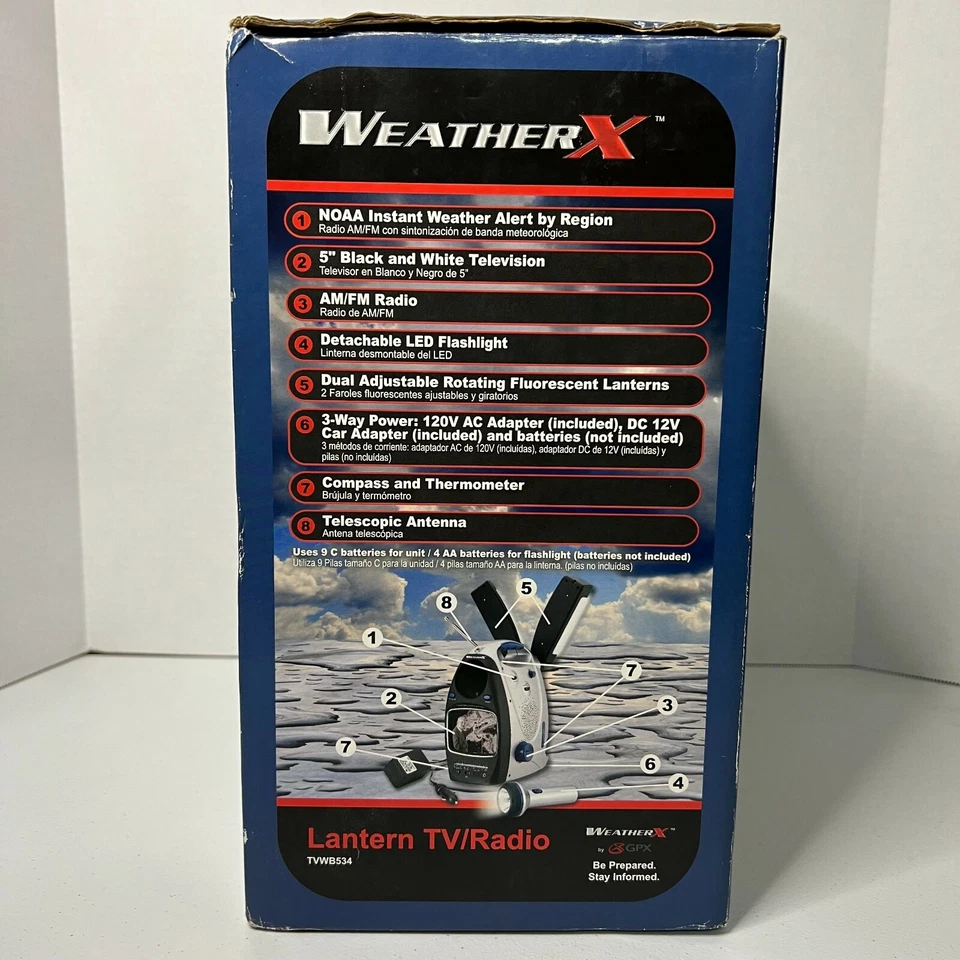 WEATHERX™
1 NOAA Instant Weather Alert by Region
Radio AM/FM con sintonización de banda meteorológica
2 5" Black and White Television
Televisor en Blanco y Negro de 5"
3 AM/FM Radio
Radio de AM/FM
4 Detachable LED Flashlight
Linterna desmontable del LED
5 Dual Adjustable Rotating Fluorescent Lanterns
2 Faroles fluorescentes ajustables y giratorios
6 3-Way Power: 120V AC Adapter (included), DC 12V
Car Adapter (included) and batteries (not included)
3 métodos de corriente: adaptador AC de 120V (incluidas), adaptador DC de 12V (incluidas) y
pilas (no incluídas)
7 Compass and Thermometer
Brújula y termómetro
8 Telescopic Antenna
Antena telescópica
Uses 9 C batteries for unit / 4 AA batteries for flashlight (batteries not included)
Utiliza 9 Pilas tamaño C para la unidad / 4 pilas tamaño AA para la linterna. (pilas no incluídas)
5
8
1
7
2
3
7
6
4
Lantern TV/Radio
TVWB534
WEATHERX™
by GPX
Be Prepared.
Stay Informed.